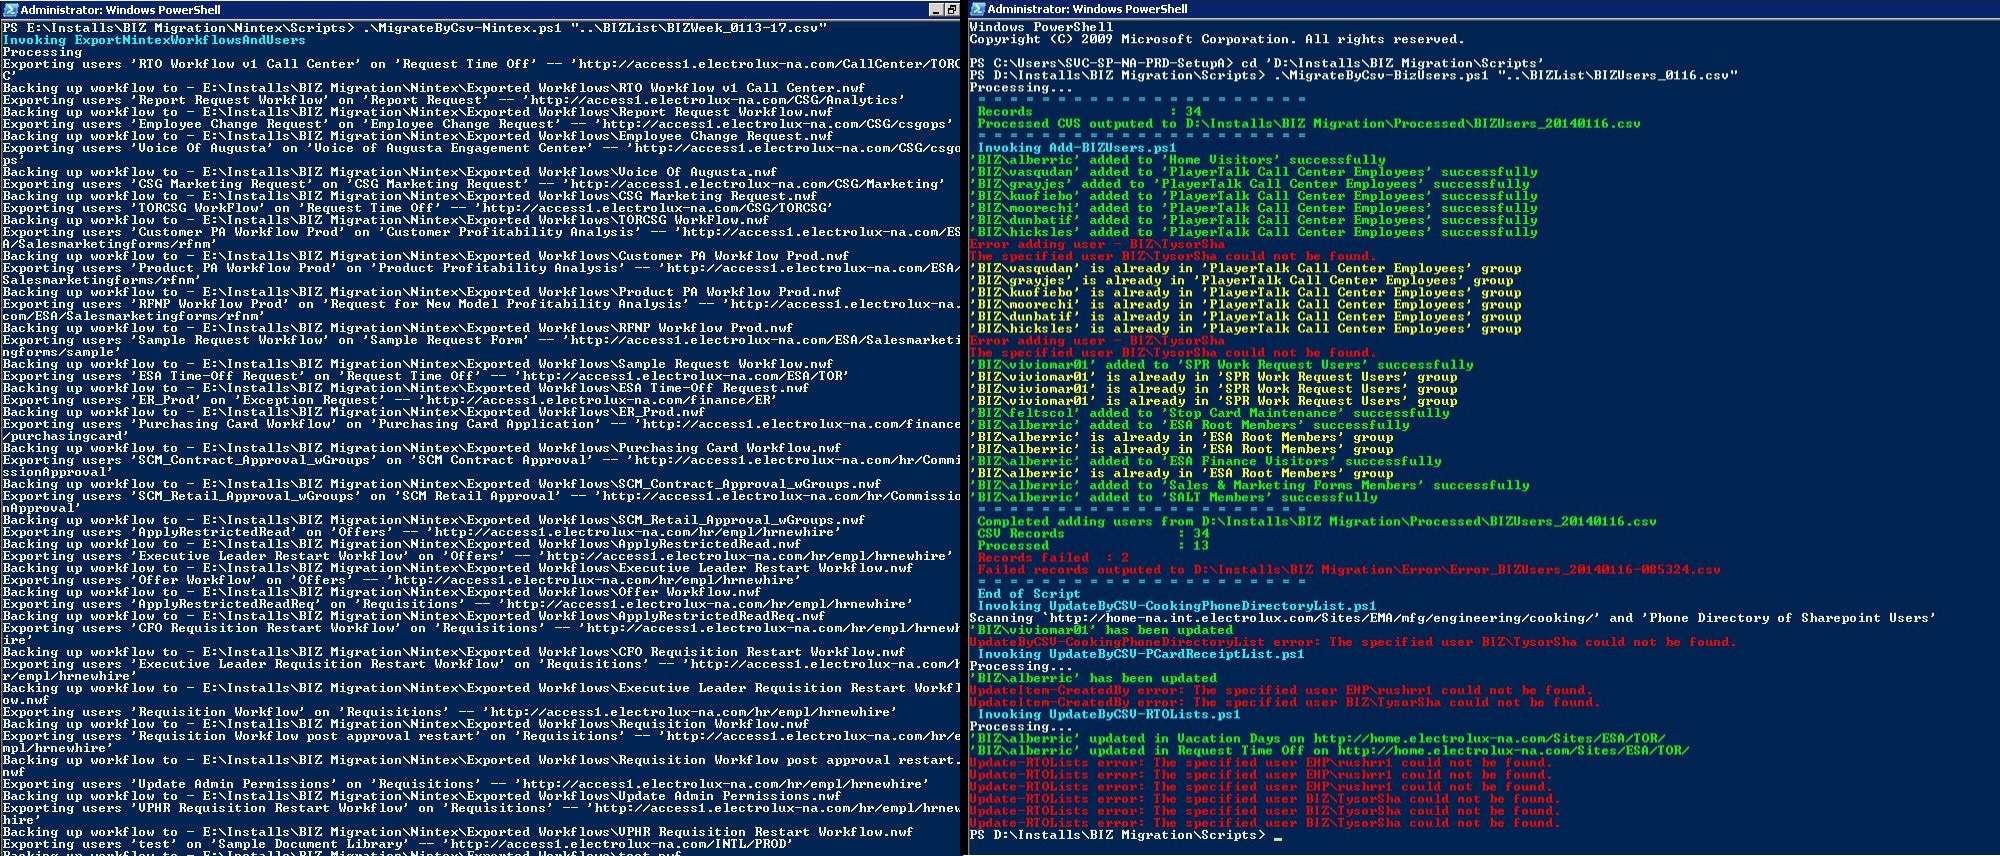 Administrator: Windows PowerShell
PS E:\Installs\BIZ Migration\Nintex\Scripts> .\MigrateByCsv-Nintex.ps1 "..\BIZList\BIZWeek_0113-17.csv"
Invoking ExportNintexWorkflowsAndUsers
Processing
Exporting users 'RTO Workflow v1 Call Center' on 'Request Time Off' -- 'http://access1.electrolux-na.com/CallCenter/TORC
C'
Backing up workflow to - E:\Installs\BIZ Migration\Nintex\Exported Workflows\RTO Workflow v1 Call Center.nwf
Exporting users 'Report Request Workflow' on 'Report Request' -- 'http://access1.electrolux-na.com/CSG/Analytics'
Backing up workflow to - E:\Installs\BIZ Migration\Nintex\Exported Workflows\Report Request Workflow.nwf
Exporting users 'Employee Change Request' on 'Employee Change Request' -- 'http://access1.electrolux-na.com/CSG/csgops'
Backing up workflow to - E:\Installs\BIZ Migration\Nintex\Exported Workflows\Employee Change Request.nwf
Exporting users 'Voice Of Augusta' on 'Voice of Augusta Engagement Center' -- 'http://access1.electrolux-na.com/CSG/csgo
ps'
Backing up workflow to - E:\Installs\BIZ Migration\Nintex\Exported Workflows\Voice Of Augusta.nwf
Exporting users 'CSG Marketing Request' on 'CSG Marketing Request' -- 'http://access1.electrolux-na.com/CSG/Marketing'
Backing up workflow to - E:\Installs\BIZ Migration\Nintex\Exported Workflows\CSG Marketing Request.nwf
Exporting users 'TORCSG WorkFlow' on 'Request Time Off' -- 'http://access1.electrolux-na.com/CSG/TORCSG'
Backing up workflow to - E:\Installs\BIZ Migration\Nintex\Exported Workflows\TORCSG WorkFlow.nwf
Exporting users 'Customer PA Workflow Prod' on 'Customer Profitability Analysis' -- 'http://access1.electrolux-na.com/ES
A/Salesmarketingforms/rfnm'
Backing up workflow to - E:\Installs\BIZ Migration\Nintex\Exported Workflows\Customer PA Workflow Prod.nwf
Exporting users 'Product PA Workflow Prod' on 'Product Profitability Analysis' -- 'http://access1.electrolux-na.com/ESA/
Salesmarketingforms/rfnm'
Backing up workflow to - E:\Installs\BIZ Migration\Nintex\Exported Workflows\Product PA Workflow Prod.nwf
Exporting users 'RFNP Workflow Prod' on 'Request for New Model Profitability Analysis' -- 'http://access1.electrolux-na.
com/ESA/Salesmarketingforms/rfnm'
Backing up workflow to - E:\Installs\BIZ Migration\Nintex\Exported Workflows\RFNP Workflow Prod.nwf
Exporting users 'Sample Request Workflow' on 'Sample Request Form' -- 'http://access1.electrolux-na.com/ESA/Salesmarketi
ngforms/sample'
Backing up workflow to - E:\Installs\BIZ Migration\Nintex\Exported Workflows\Sample Request Workflow.nwf
Exporting users 'ESA Time-Off Request' on 'Request Time Off' -- 'http://access1.electrolux-na.com/ESA/TOR'
Backing up workflow to - E:\Installs\BIZ Migration\Nintex\Exported Workflows\ESA Time-Off Request.nwf
Exporting users 'ER_Prod' on 'Exception Request' -- 'http://access1.electrolux-na.com/finance/ER'
Backing up workflow to - E:\Installs\BIZ Migration\Nintex\Exported Workflows\ER_Prod.nwf
Exporting users 'Purchasing Card Workflow' on 'Purchasing Card Application' -- 'http://access1.electrolux-na.com/finance
/purchasingcard'
Backing up workflow to - E:\Installs\BIZ Migration\Nintex\Exported Workflows\Purchasing Card Workflow.nwf
Exporting users 'SCM_Contract_Approval_wGroups' on 'SCM Contract Approval' -- 'http://access1.electrolux-na.com/hr/Commi
ssionApproval'
Backing up workflow to - E:\Installs\BIZ Migration\Nintex\Exported Workflows\SCM_Contract_Approval_wGroups.nwf
Exporting users 'SCM_Retail_Approval_wGroups' on 'SCM Retail Approval' -- 'http://access1.electrolux-na.com/hr/Commissio
nApproval'
Backing up workflow to - E:\Installs\BIZ Migration\Nintex\Exported Workflows\SCM_Retail_Approval_wGroups.nwf
Exporting users 'ApplyRestrictedRead' on 'Offers' -- 'http://access1.electrolux-na.com/hr/empl/hrnewhire'
Backing up workflow to - E:\Installs\BIZ Migration\Nintex\Exported Workflows\ApplyRestrictedRead.nwf
Exporting users 'Executive Leader Restart Workflow' on 'Offers' -- 'http://access1.electrolux-na.com/hr/empl/hrnewhire'
Backing up workflow to - E:\Installs\BIZ Migration\Nintex\Exported Workflows\Executive Leader Restart Workflow.nwf
Exporting users 'Offer Workflow' on 'Offers' -- 'http://access1.electrolux-na.com/hr/empl/hrnewhire'
Backing up workflow to - E:\Installs\BIZ Migration\Nintex\Exported Workflows\Offer Workflow.nwf
Exporting users 'ApplyRestrictedReadReq' on 'Requisitions' -- 'http://access1.electrolux-na.com/hr/empl/hrnewhire'
Backing up workflow to - E:\Installs\BIZ Migration\Nintex\Exported Workflows\ApplyRestrictedReadReq.nwf
Exporting users 'CFO Requisition Restart Workflow' on 'Requisitions' -- 'http://access1.electrolux-na.com/hr/empl/hrnewh
ire'
Backing up workflow to - E:\Installs\BIZ Migration\Nintex\Exported Workflows\CFO Requisition Restart Workflow.nwf
Exporting users 'Executive Leader Requisition Restart Workflow' on 'Requisitions' -- 'http://access1.electrolux-na.com/h
r/empl/hrnewhire'
Backing up workflow to - E:\Installs\BIZ Migration\Nintex\Exported Workflows\Executive Leader Requisition Restart Workfl
ow.nwf
Exporting users 'Requisition Workflow' on 'Requisitions' -- 'http://access1.electrolux-na.com/hr/empl/hrnewhire'
Backing up workflow to - E:\Installs\BIZ Migration\Nintex\Exported Workflows\Requisition Workflow.nwf
Exporting users 'Requisition Workflow post approval restart' on 'Requisitions' -- 'http://access1.electrolux-na.com/hr/e
mpl/hrnewhire'
Backing up workflow to - E:\Installs\BIZ Migration\Nintex\Exported Workflows\Requisition Workflow post approval restart.
nwf
Exporting users 'Update Admin Permissions' on 'Requisitions' -- 'http://access1.electrolux-na.com/hr/empl/hrnewhire'
Backing up workflow to - E:\Installs\BIZ Migration\Nintex\Exported Workflows\Update Admin Permissions.nwf
Exporting users 'VPHR Requisition Restart Workflow' on 'Requisitions' -- 'http://access1.electrolux-na.com/hr/empl/hrnew
hire'
Backing up workflow to - E:\Installs\BIZ Migration\Nintex\Exported Workflows\VPHR Requisition Restart Workflow.nwf
Exporting users 'test' on 'Sample Document Library' -- 'http://access1.electrolux-na.com/INTL/PROD'
Backing up workflow to - E:\Installs\BIZ Migration\Nintex\Exported Workflows\test.nwf
Administrator: Windows PowerShell
Windows PowerShell
Copyright (C) 2009 Microsoft Corporation. All rights reserved.
PS C:\Users\SVC-SP-NA-PRD-SetupA> cd 'D:\Installs\BIZ Migration\Scripts'
PS D:\Installs\BIZ Migration\Scripts> .\MigrateByCsv-BizUsers.ps1 "..\BIZList\BIZUsers_0116.csv"
Processing...
= = = = = = = = = = = = = = = = = = = = =
Records : 34
Processed CVS outputed to D:\Installs\BIZ Migration\Processed\BIZUsers_20140116.csv
= = = = = = = = = = = = = = = = = = = = =
Invoking Add-BIZUsers.ps1
'BIZ\alberric' added to 'Home Visitors' successfully
'BIZ\vasqudan' added to 'PlayerTalk Call Center Employees' successfully
'BIZ\grayjes' added to 'PlayerTalk Call Center Employees' successfully
'BIZ\kuofiebo' added to 'PlayerTalk Call Center Employees' successfully
'BIZ\moorechi' added to 'PlayerTalk Call Center Employees' successfully
'BIZ\dunbatif' added to 'PlayerTalk Call Center Employees' successfully
'BIZ\hicksles' added to 'PlayerTalk Call Center Employees' successfully
Error adding user - BIZ\TysorSha
The specified user BIZ\TysorSha could not be found.
'BIZ\vasqudan' is already in 'PlayerTalk Call Center Employees' group
'BIZ\grayjes' is already in 'PlayerTalk Call Center Employees' group
'BIZ\kuofiebo' is already in 'PlayerTalk Call Center Employees' group
'BIZ\moorechi' is already in 'PlayerTalk Call Center Employees' group
'BIZ\dunbatif' is already in 'PlayerTalk Call Center Employees' group
'BIZ\hicksles' is already in 'PlayerTalk Call Center Employees' group
Error adding user - BIZ\TysorSha
The specified user BIZ\TysorSha could not be found.
'BIZ\viviomar01' added to 'SPR Work Request Users' successfully
'BIZ\viviomar01' is already in 'SPR Work Request Users' group
'BIZ\viviomar01' is already in 'SPR Work Request Users' group
'BIZ\viviomar01' is already in 'SPR Work Request Users' group
'BIZ\feltscol' added to 'Stop Card Maintenance' successfully
'BIZ\alberric' added to 'ESA Root Members' successfully
'BIZ\alberric' is already in 'ESA Root Members' group
'BIZ\alberric' is already in 'ESA Root Members' group
'BIZ\alberric' added to 'ESA Finance Visitors' successfully
'BIZ\alberric' is already in 'ESA Root Members' group
'BIZ\alberric' added to 'Sales & Marketing Forms Members' successfully
'BIZ\alberric' added to 'SALT Members' successfully
= = = = = = = = = = = = = = = = = = = = =
Completed adding users from D:\Installs\BIZ Migration\Processed\BIZUsers_20140116.csv
CSV Records : 34
Processed : 13
Records failed : 2
Failed records outputed to D:\Installs\BIZ Migration\Error\Error_BIZUsers_20140116-085324.csv
= = = = = = = = = = = = = = = = = = = = =
End of Script
Invoking UpdateByCSV-CookingPhoneDirectoryList.ps1
Scanning `http://home-na.int.electrolux.com/Sites/EMA/mfg/engineering/cooking/' and 'Phone Directory of Sharepoint Users'
'BIZ\viviomar01' has been updated
UpdateByCSV-CookingPhoneDirectoryList error: The specified user BIZ\TysorSha could not be found.
Invoking UpdateByCSV-PCardReceiptList.ps1
Processing...
'BIZ\alberric' has been updated
UpdateItem-CreatedBy error: The specified user EHP\rushrr1 could not be found.
UpdateItem-CreatedBy error: The specified user BIZ\TysorSha could not be found.
Invoking UpdateByCSV-RTOLists.ps1
Processing...
'BIZ\alberric' updated in Vacation Days on http://home.electrolux-na.com/Sites/ESA/TOR/
'BIZ\alberric' updated in Request Time Off on http://home.electrolux-na.com/Sites/ESA/TOR/
Update-RTOLists error: The specified user EHP\rushrr1 could not be found.
Update-RTOLists error: The specified user EHP\rushrr1 could not be found.
Update-RTOLists error: The specified user EHP\rushrr1 could not be found.
Update-RTOLists error: The specified user BIZ\TysorSha could not be found.
Update-RTOLists error: The specified user BIZ\TysorSha could not be found.
Update-RTOLists error: The specified user BIZ\TysorSha could not be found.
PS D:\Installs\BIZ Migration\Scripts> _